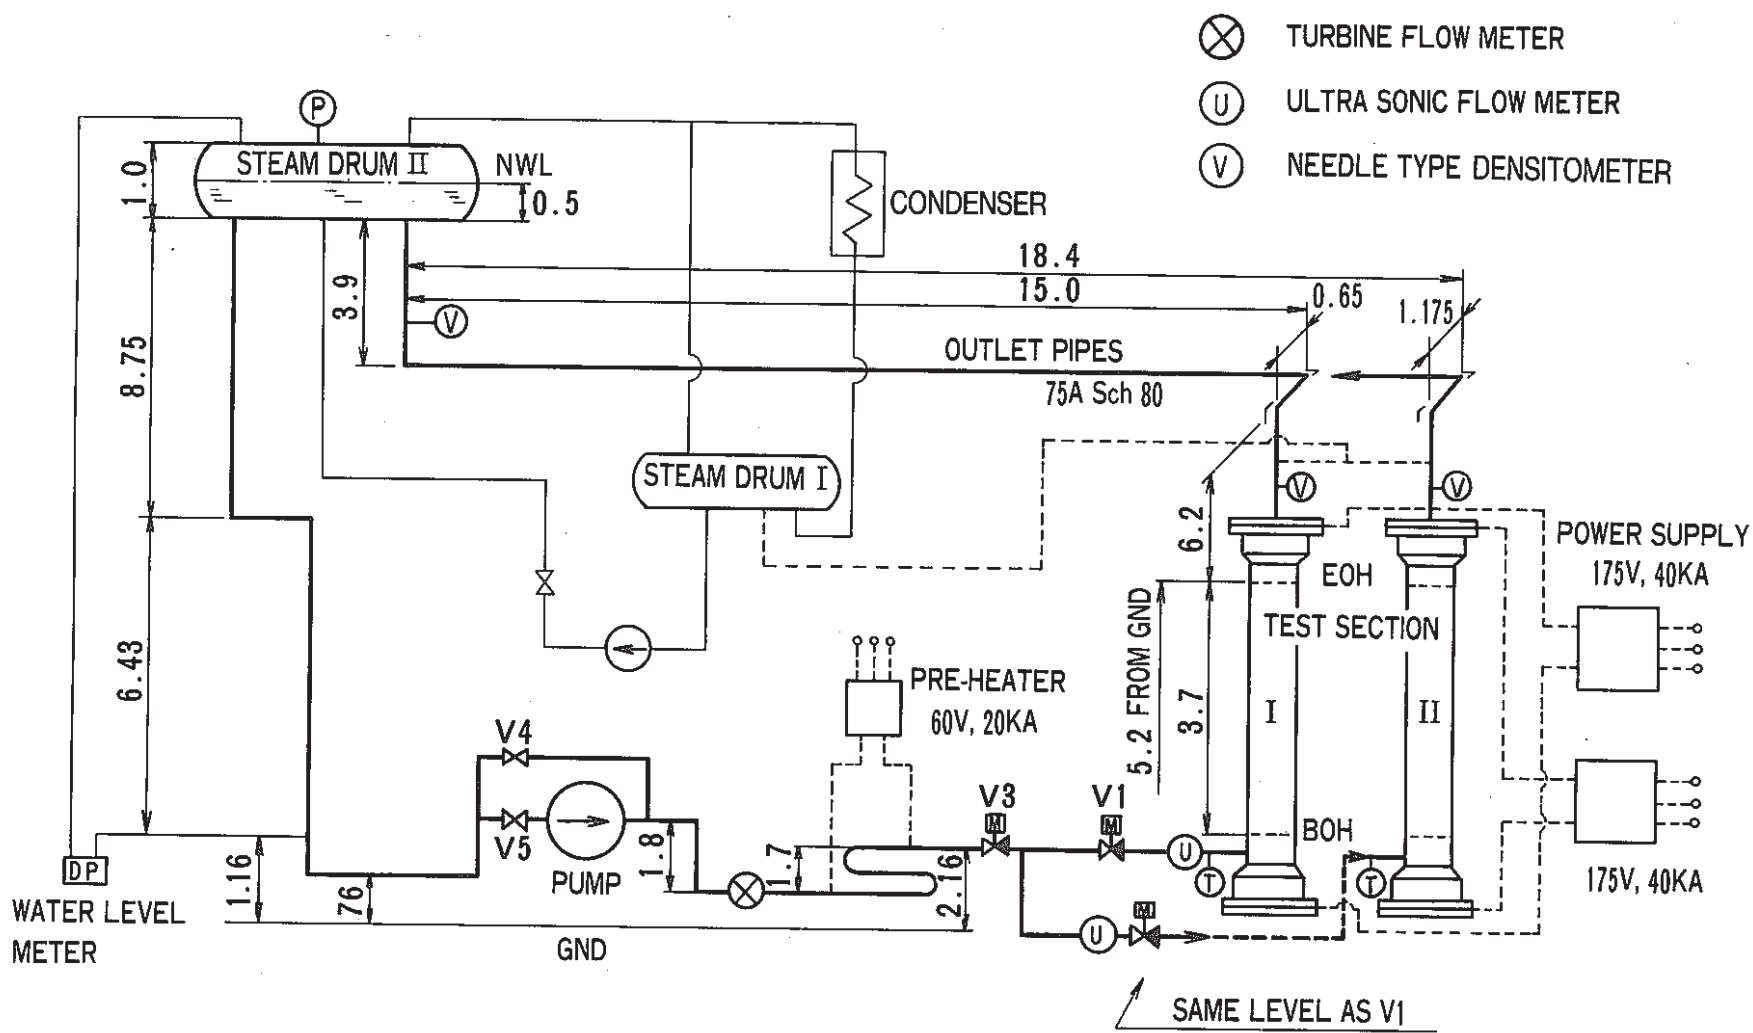 TURBINE FLOW METER
U
ULTRA SONIC FLOW METER
V
NEEDLE TYPE DENSITOMETER
P
STEAM DRUM II
NWL
1.0
0.5
CONDENSER
18.4
15.0
0.65
1.175
3.9
V
8.75
OUTLET PIPES
75A Sch 80
STEAM DRUM I
V
V
6.2
POWER SUPPLY
175V, 40KA
EOH
TEST SECTION
5.2 FROM GND
3.7
I
II
6.43
PRE-HEATER
60V, 20KA
V4
V5
PUMP
V3
V1
M
M
BOH
U
T
T
1.8
1.7
2.16
DP
1.16
76
175V, 40KA
WATER LEVEL
METER
GND
U
M
SAME LEVEL AS V1